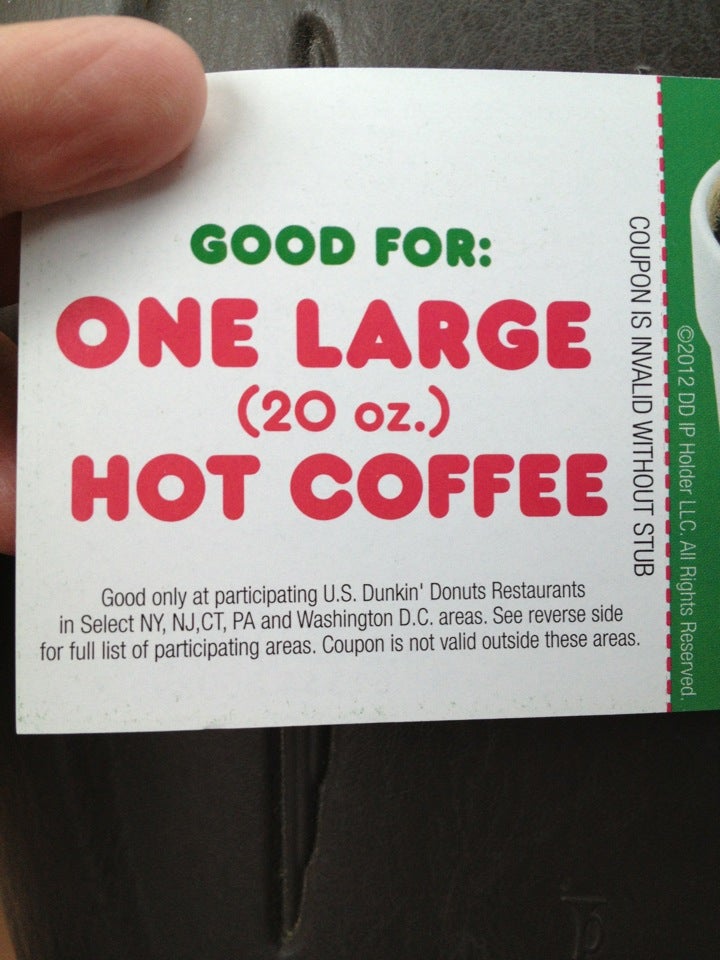 GOOD FOR:
ONE LARGE
(20 oz.)
HOT COFFEE
Good only at participating U.S. Dunkin' Donuts Restaurants
in Select NY, NJ,CT, PA and Washington D.C. areas. See reverse side
for full list of participating areas. Coupon is not valid outside these areas.
COUPON IS INVALID WITHOUT STUB
©2012 DD IP Holder LLC. All Rights Reserved.